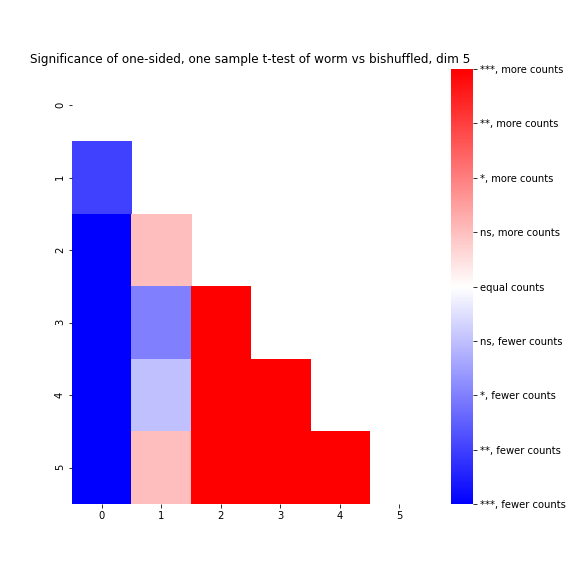 Significance of one-sided, one sample t-test of worm vs bishuffled, dim 5
0
1
2
3
4
5
0 1 2 3 4 5
***, more counts
**, more counts
*, more counts
ns, more counts
equal counts
ns, fewer counts
*, fewer counts
**, fewer counts
***, fewer counts